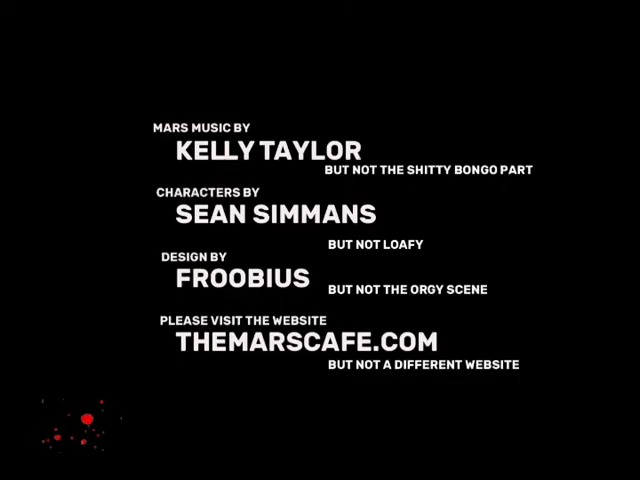 MARS MUSIC BY
KELLY TAYLOR
BUT NOT THE SHITTY BONGO PART
CHARACTERS BY
SEAN SIMMANS
BUT NOT LOAFY
DESIGN BY
FROOBIUS
BUT NOT THE ORGY SCENE
PLEASE VISIT THE WEBSITE
THEMARSCAFE.COM
BUT NOT A DIFFERENT WEBSITE